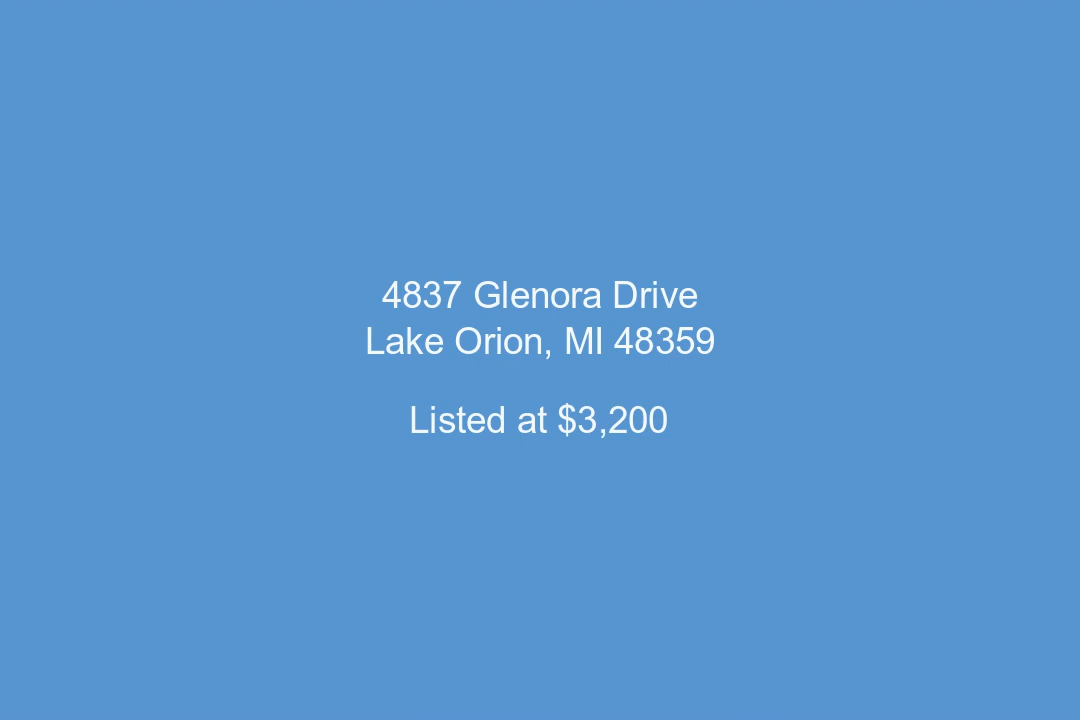 4837 Glenora Drive
Lake Orion, MI 48359
Listed at $3,200